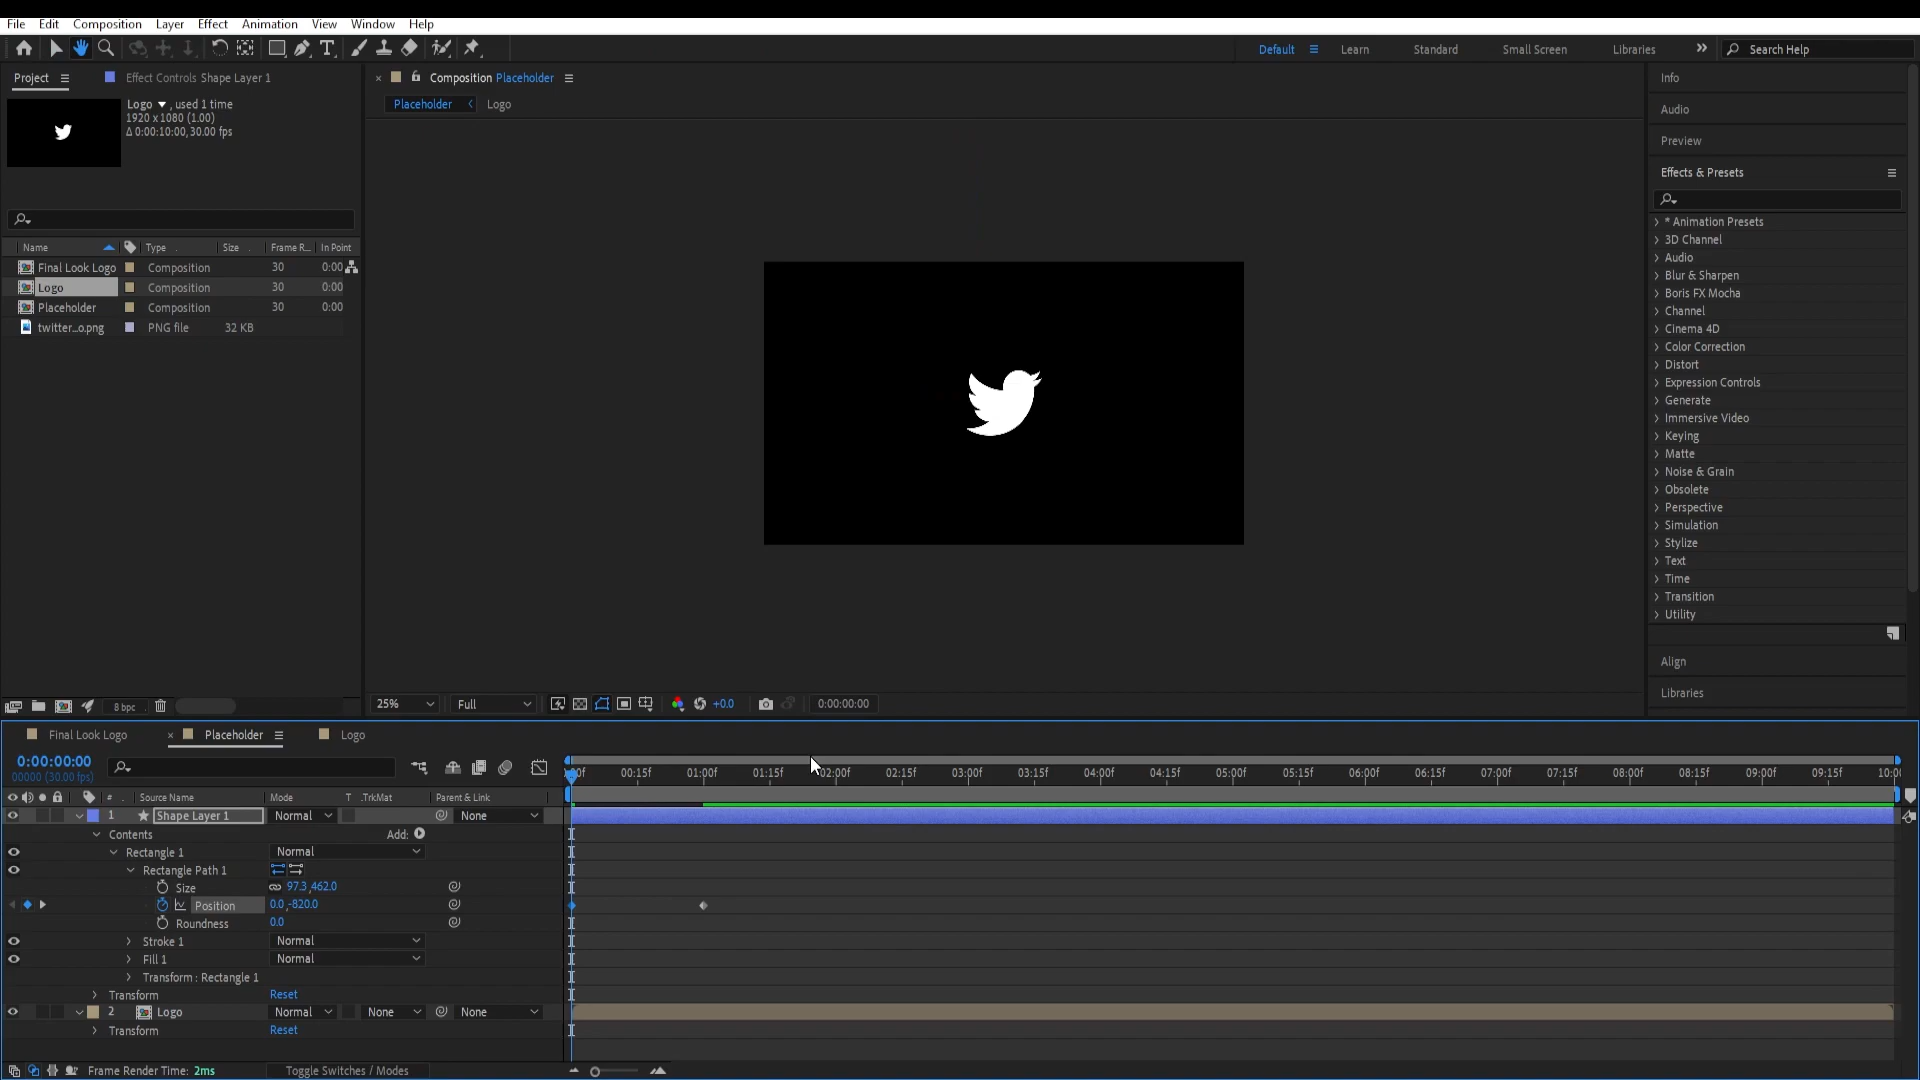 File Edit Composition Layer Effect Animation View Window Help
Default Learn Standard Small Screen Libraries Search Help
Project Effect Controls Shape Layer 1
Logo , used 1 time
1920 x 1080 (1.00)
Δ 0:00:10:00, 30.00 fps
Name Type Size Frame R... In Point
Final Look Logo Composition 30 0:00
Logo Composition 30 0:00
Placeholder Composition 30 0:00
twitter...o.png PNG file 32 KB
8 bpc
Composition Placeholder
Placeholder Logo
25% Full +0.0 0:00:00:00
Info
Audio
Preview
Effects & Presets
* Animation Presets
3D Channel
Audio
Blur & Sharpen
Boris FX Mocha
Channel
Cinema 4D
Color Correction
Distort
Expression Controls
Generate
Immersive Video
Keying
Matte
Noise & Grain
Obsolete
Perspective
Simulation
Stylize
Text
Time
Transition
Utility
Align
Libraries
Final Look Logo Placeholder Logo
0:00:00:00
00000 (30.00 fps)
00f 00:15f 01:00f 01:15f 02:00f 02:15f 03:00f 03:15f 04:00f 04:15f 05:00f 05:15f 06:00f 06:15f 07:00f 07:15f 08:00f 08:15f 09:00f 09:15f 10:00
# Source Name Mode T .TrkMat Parent & Link
1 Shape Layer 1 Normal None
Contents Add:
Rectangle 1 Normal
Rectangle Path 1
Size 97.3,462.0
Position 0.0,-820.0
Roundness 0.0
Stroke 1 Normal
Fill 1 Normal
Transform : Rectangle 1
Transform Reset
2 Logo Normal None None
Transform Reset
Frame Render Time: 2ms Toggle Switches / Modes